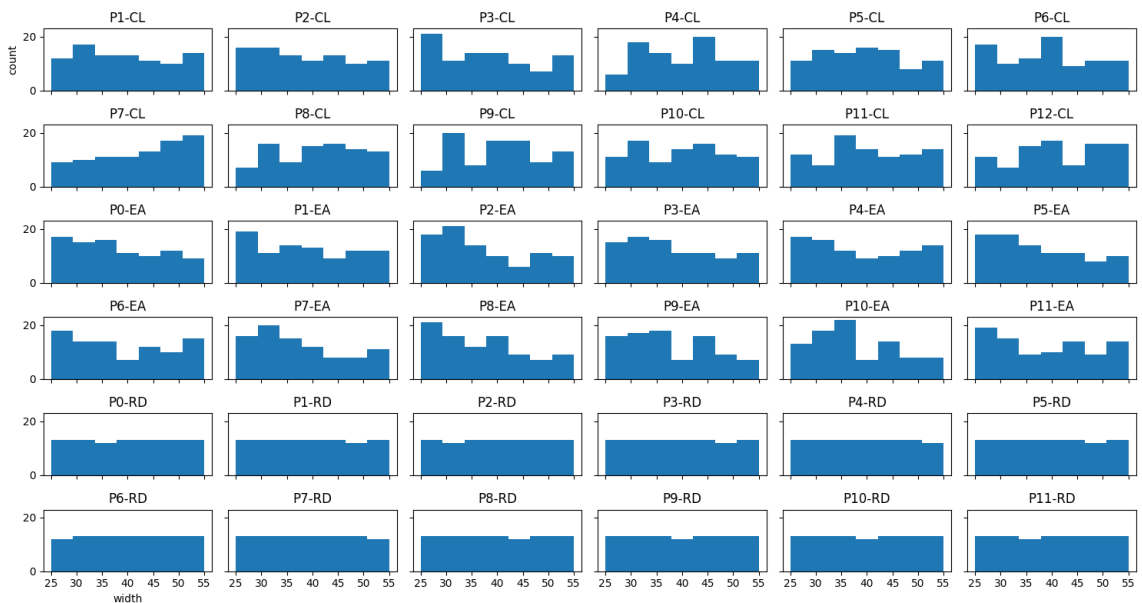 P1-CL P2-CL P3-CL P4-CL P5-CL P6-CL
20
count
0
P7-CL P8-CL P9-CL P10-CL P11-CL P12-CL
20
0
P0-EA P1-EA P2-EA P3-EA P4-EA P5-EA
20
0
P6-EA P7-EA P8-EA P9-EA P10-EA P11-EA
20
0
P0-RD P1-RD P2-RD P3-RD P4-RD P5-RD
20
0
P6-RD P7-RD P8-RD P9-RD P10-RD P11-RD
20
0
25 30 35 40 45 50 55 25 30 35 40 45 50 55 25 30 35 40 45 50 55 25 30 35 40 45 50 55 25 30 35 40 45 50 55 25 30 35 40 45 50 55
width